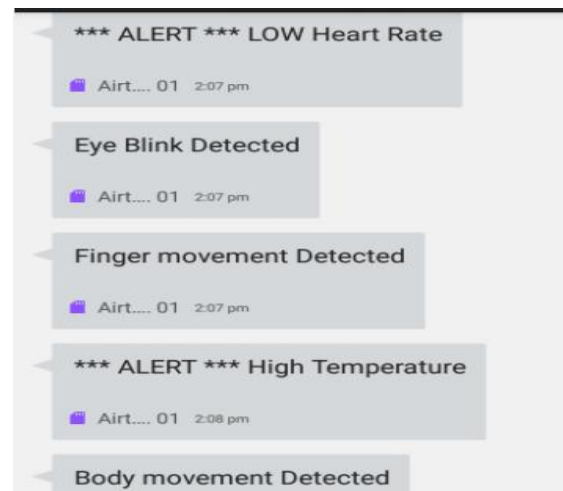 *** ALERT *** LOW Heart Rate
Airt.... 01 2:07 pm
Eye Blink Detected
Airt.... 01 2:07 pm
Finger movement Detected
Airt.... 01 2:07 pm
*** ALERT *** High Temperature
Airt.... 01 2:08 pm
Body movement Detected